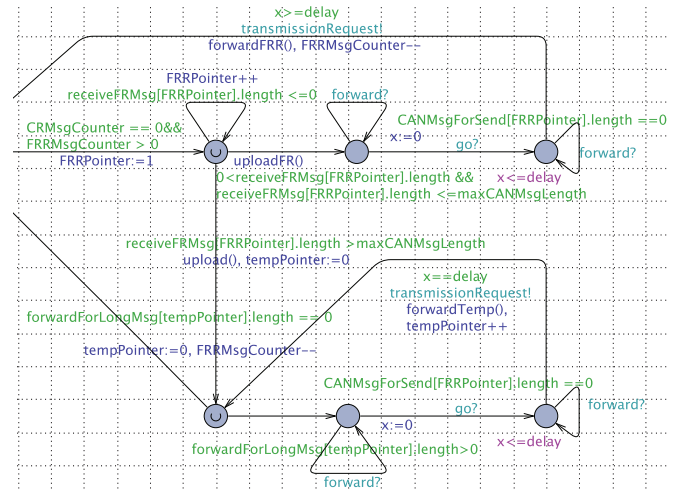 x>=delay
transmissionRequest!
forwardFRR(), FRRMsgCounter--
FRRPointer++
receiveFRMsg[FRRPointer].length <=0
forward?
CANMsgForSend[FRRPointer].length ==0
CRMsgCounter == 0&&
FRRMsgCounter > 0
FRRPointer:=1
U
uploadFR()
x:=0
go?
forward?
0<receiveFRMsg[FRRPointer].length &&
receiveFRMsg[FRRPointer].length <=maxCANMsgLength
x<=delay
receiveFRMsg[FRRPointer].length >maxCANMsgLength
upload(), tempPointer:=0
x==delay
transmissionRequest!
forwardTemp(),
tempPointer++
forwardForLongMsg[tempPointer].length == 0
tempPointer:=0, FRRMsgCounter--
CANMsgForSend[FRRPointer].length ==0
forward?
U
go?
x:=0
x<=delay
forwardForLongMsg[tempPointer].length>0
forward?